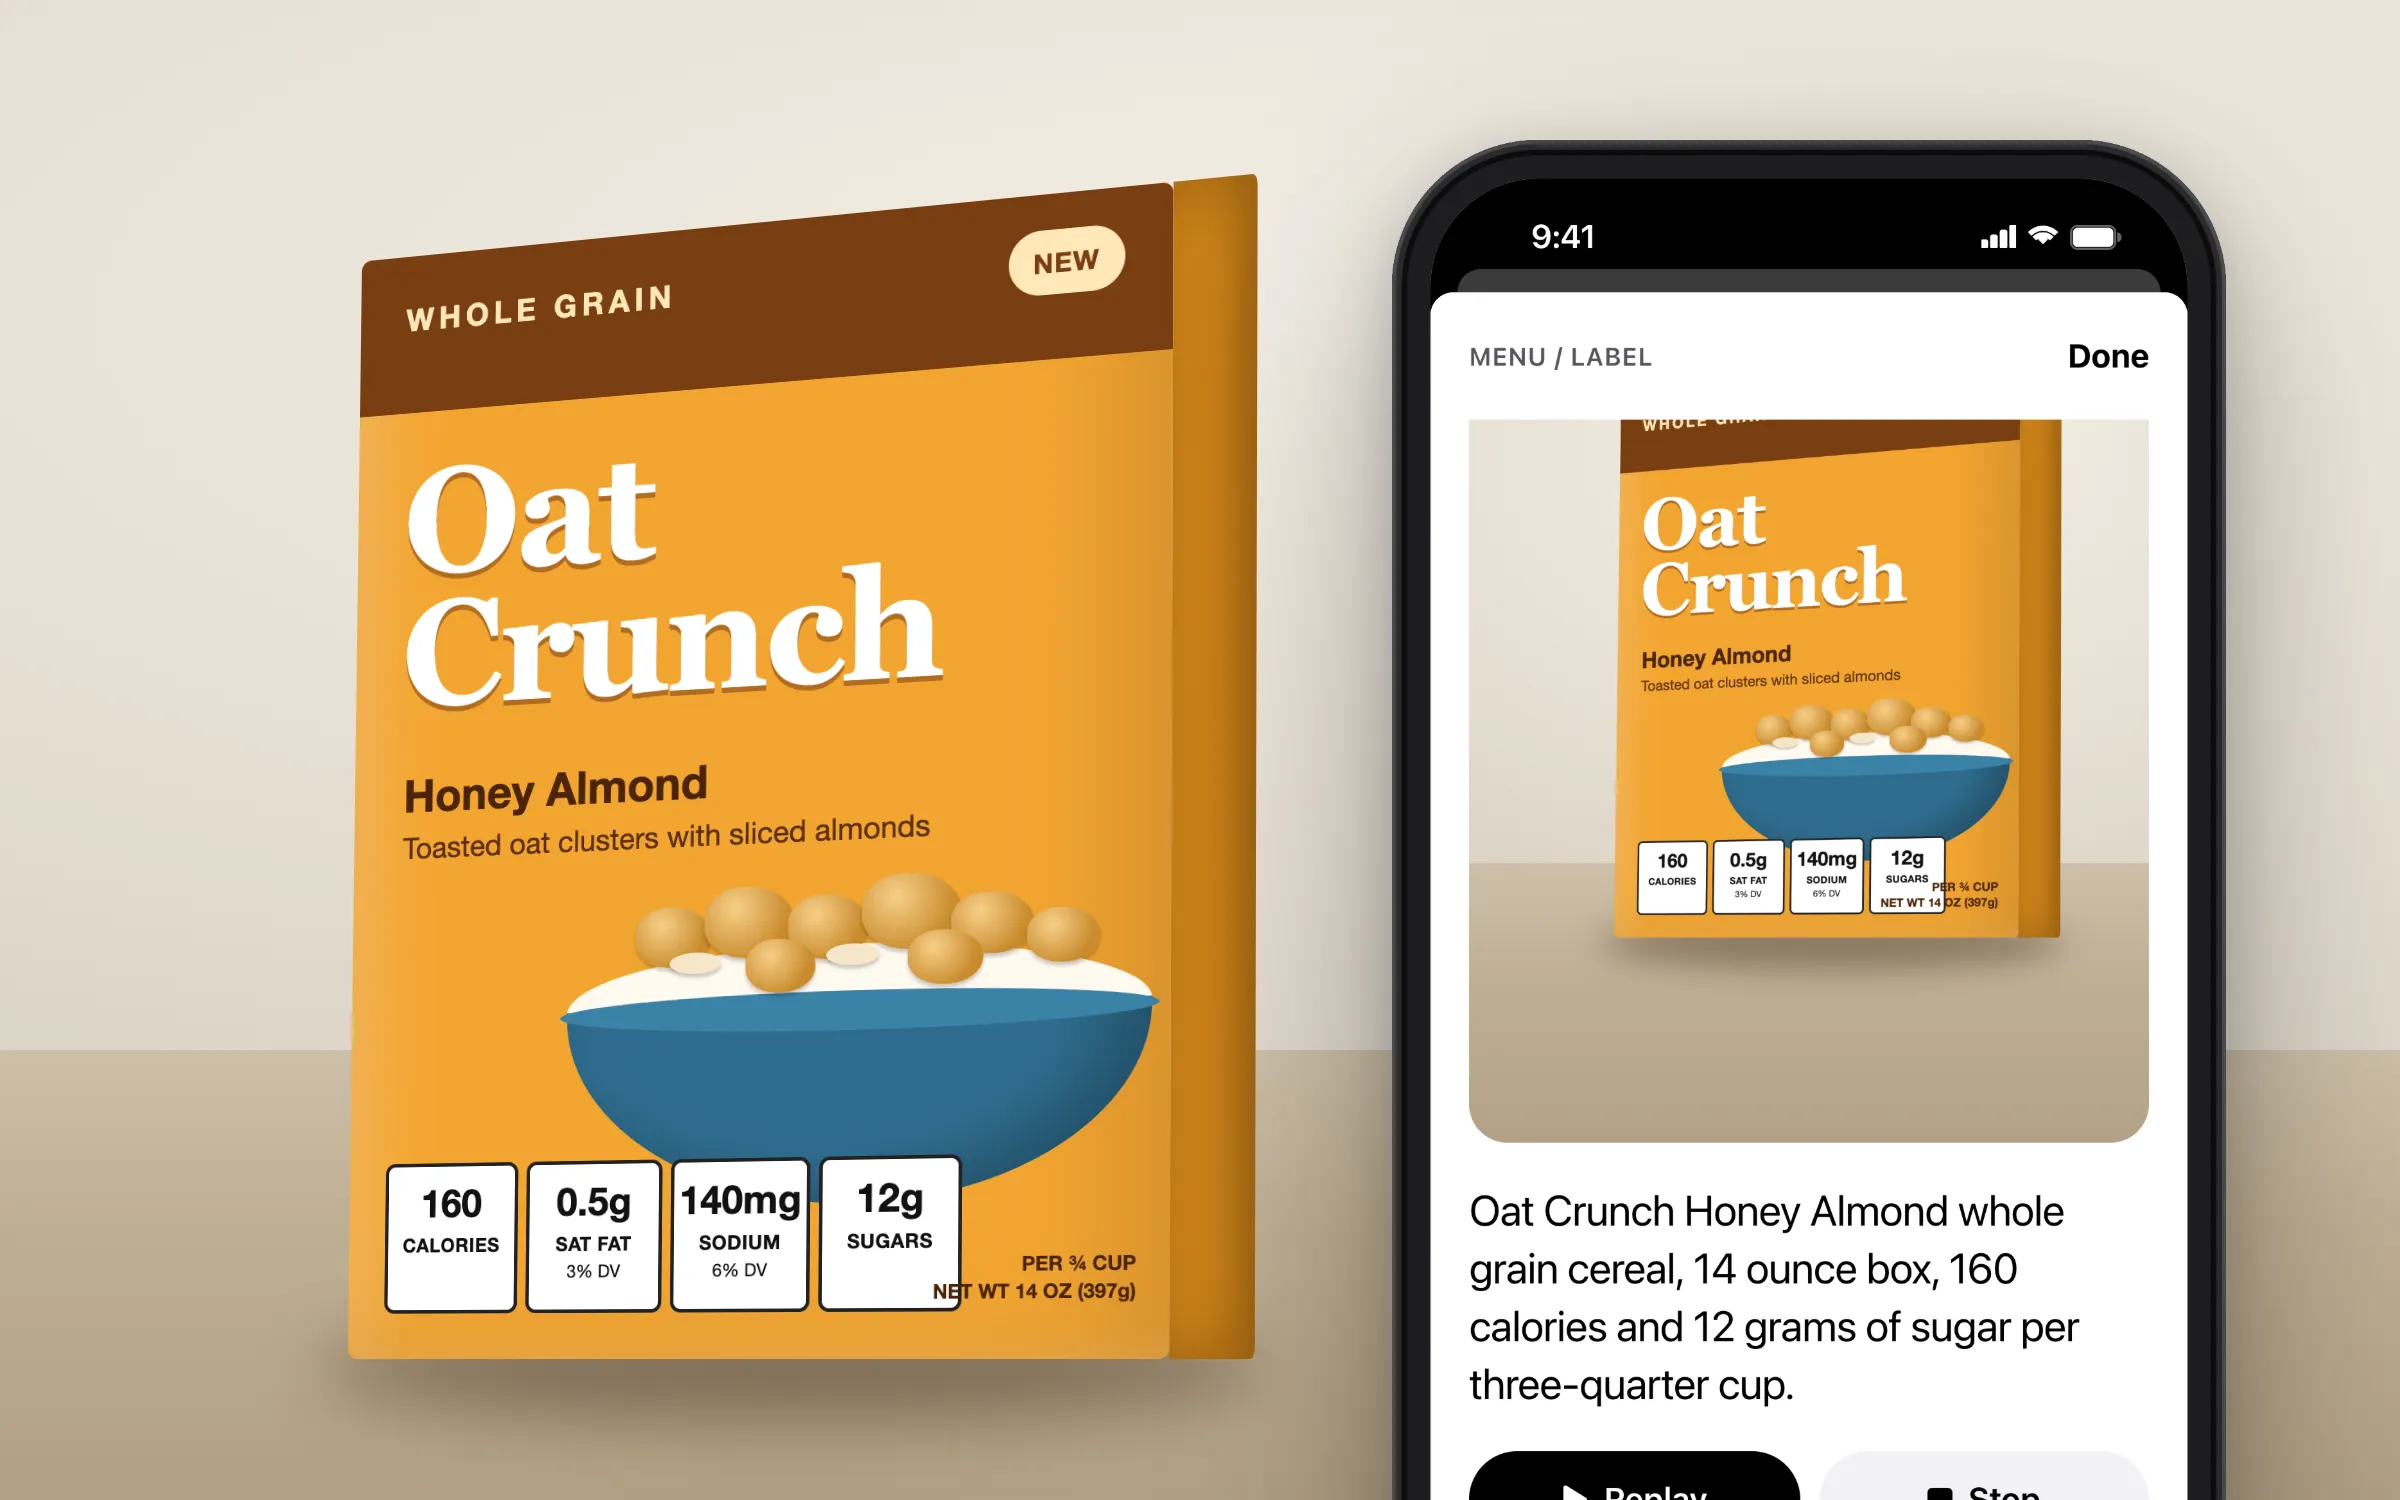 WHOLE GRAIN
NEW
Oat
Crunch
Honey Almond
Toasted oat clusters with sliced almonds
160
CALORIES
0.5g
SAT FAT
3% DV
140mg
SODIUM
6% DV
12g
SUGARS
PER ¾ CUP
NET WT 14 OZ (397g)
9:41
MENU / LABEL
Done
WHOLE GRAIN
Oat
Crunch
Honey Almond
Toasted oat clusters with sliced almonds
160
CALORIES
0.5g
SAT FAT
3% DV
140mg
SODIUM
6% DV
12g
SUGARS
PER ¾ CUP
NET WT 14 OZ (397g)
Oat Crunch Honey Almond whole
grain cereal, 14 ounce box, 160
calories and 12 grams of sugar per
three-quarter cup.
Replay
Stop